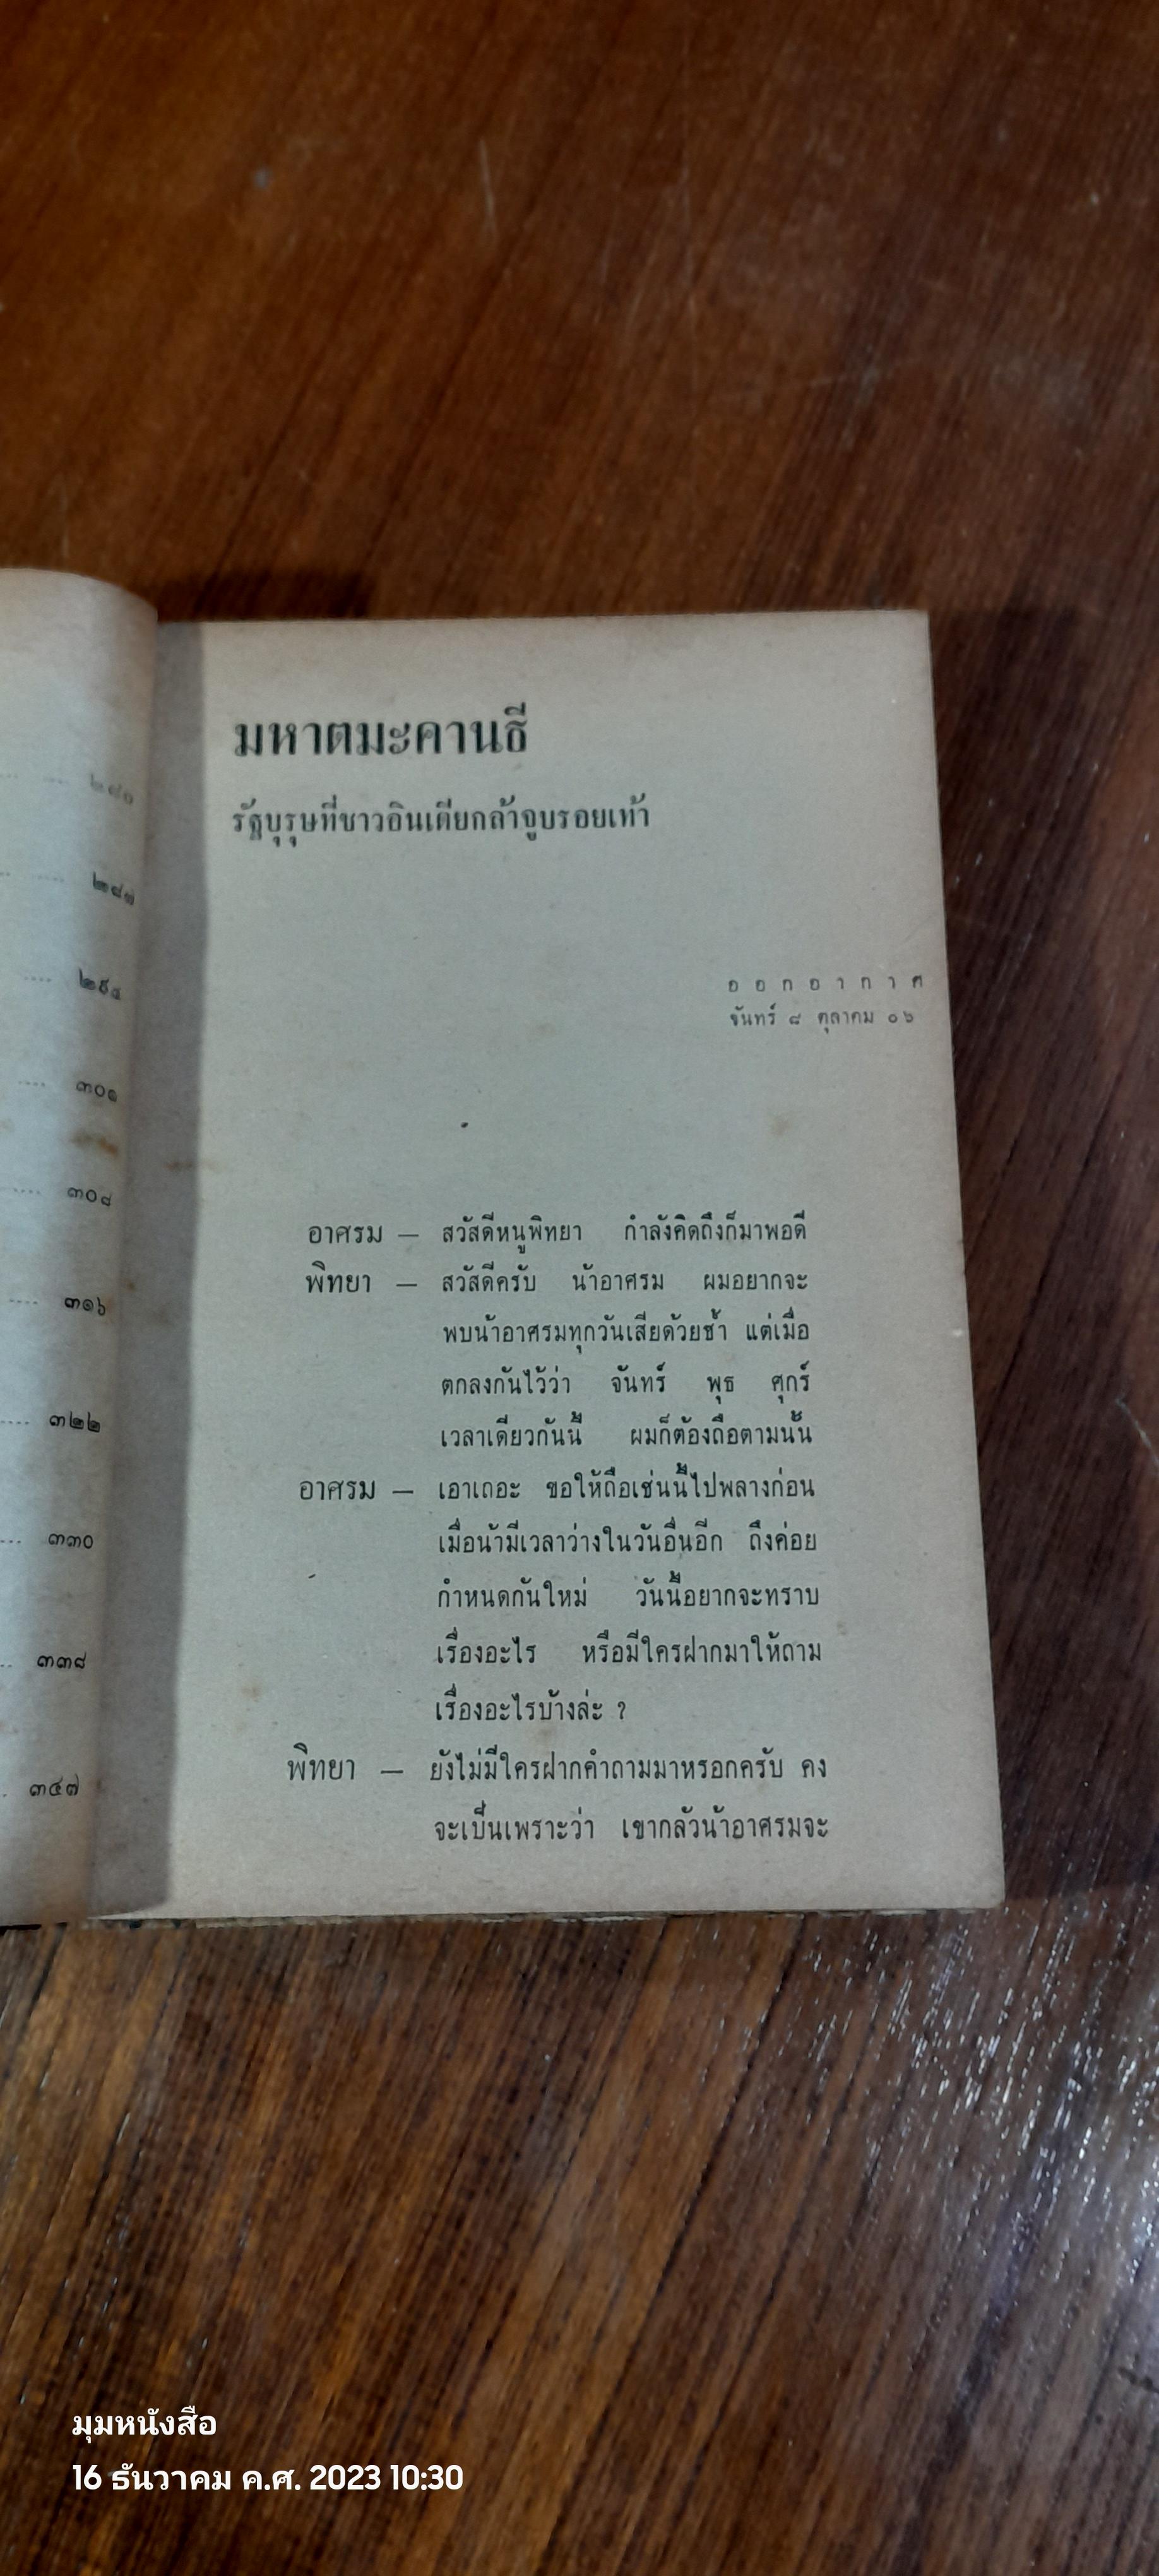 มหาตมะคานธี
รัฐบุรุษที่ชาวอินเดียกล้าจูบรอยเท้า
ออกอากาศ
จันทร์ ๘ ตุลาคม ๐๖
อาศรม — สวัสดีหนูพิทยา กำลังคิดถึงก็มาพอดี
พิทยา — สวัสดีครับ น้าอาศรม ผมอยากจะ
พบน้าอาศรมทุกวันเสียด้วยซ้ำ แต่เมื่อ
ตกลงกันไว้ว่า จันทร์ พุธ ศุกร์
เวลาเดียวกันนี้ ผมก็ต้องถือตามนั้น
อาศรม — เอาเถอะ ขอให้ถือเช่นนี้ไปพลางก่อน
เมื่อน้ามีเวลาว่างในวันอื่นอีก ถึงค่อย
กำหนดกันใหม่ วันนี้อยากจะทราบ
เรื่องอะไร หรือมีใครฝากมาให้ถาม
เรื่องอะไรบ้างล่ะ ?
พิทยา — ยังไม่มีใครฝากคำถามมาหรอกครับ คง
จะเป็นเพราะว่า เขากลัวน้าอาศรมจะ
๒๘๗
๓๐๑
๓๐๘
๓๑๖
๓๒๒
๓๓๐
๓๓๘
๓๔๗
มุมหนังสือ
16 ธันวาคม ค.ศ. 2023 10:30